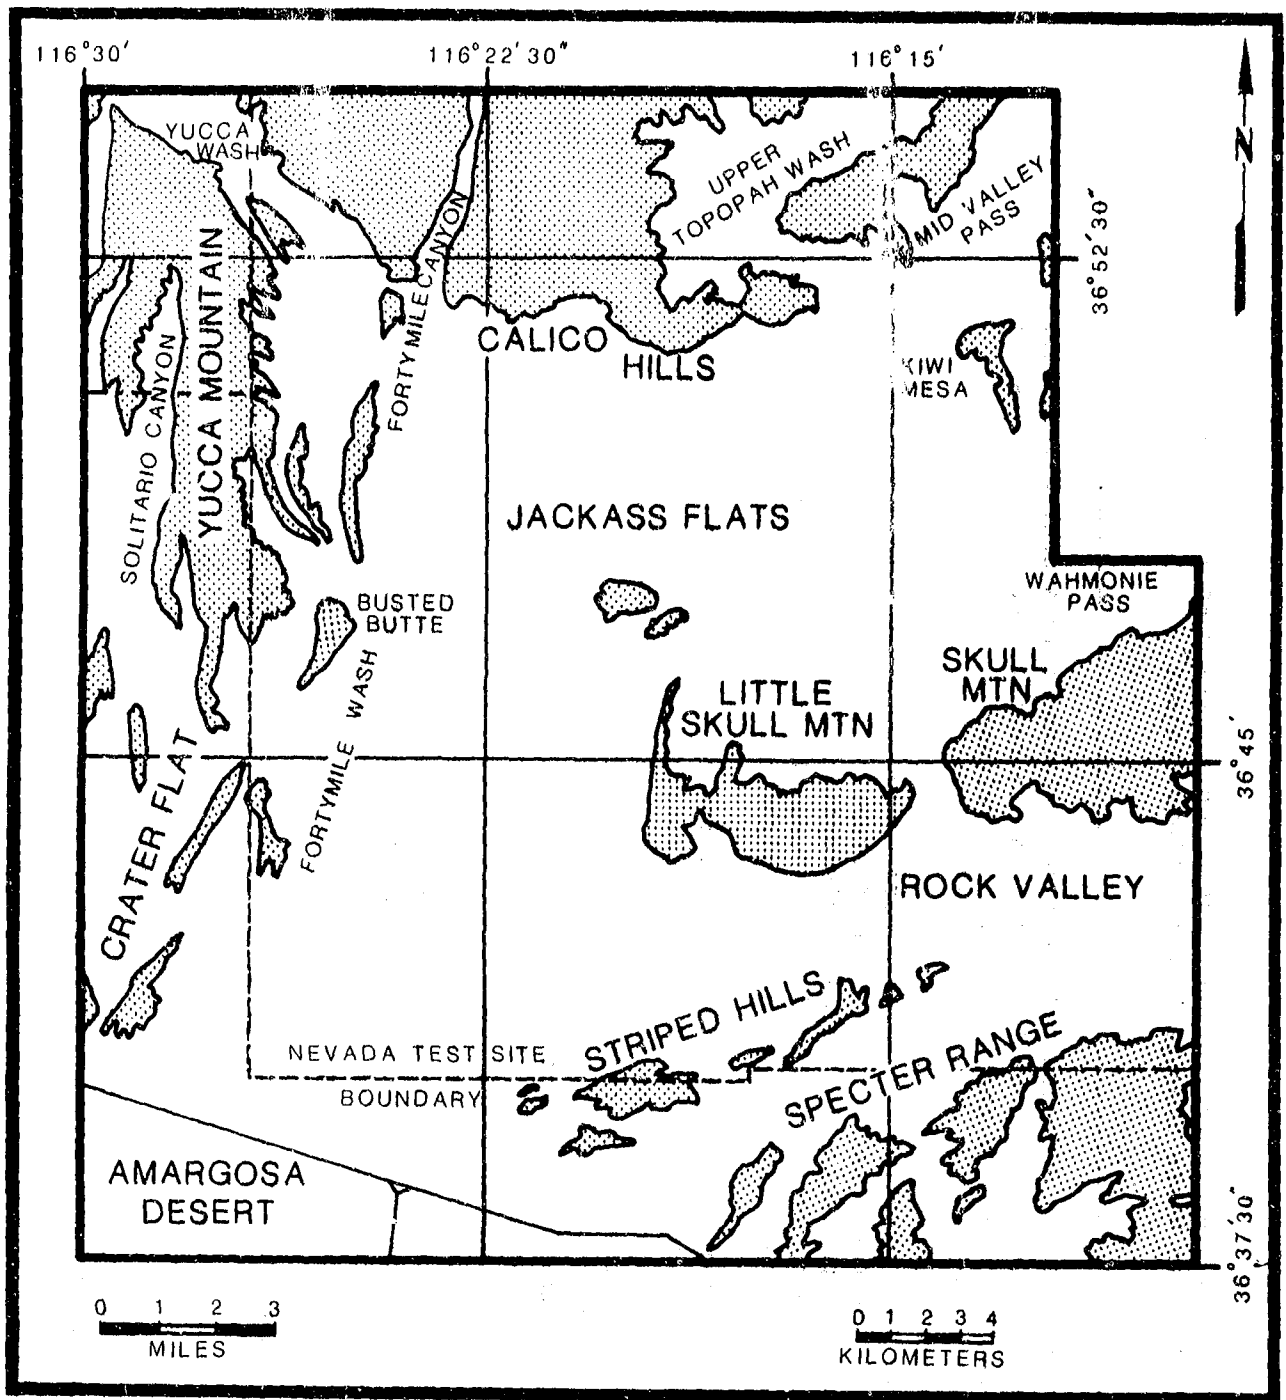 116°30'
116°22'30"
116°15'
N
YUCCA
WASH
UPPER
TOPOPAH WASH
MID VALLEY
PASS
36°52'30"
FORTYMILE CANYON
YUCCA MOUNTAIN
SOLITARIO CANYON
CALICO
HILLS
KIWI
MESA
JACKASS FLATS
WAHMONIE
PASS
BUSTED
BUTTE
FORTYMILE WASH
SKULL
MTN
LITTLE
SKULL MTN
36°45'
CRATER FLAT
ROCK VALLEY
STRIPED HILLS
SPECTER RANGE
NEVADA TEST SITE
BOUNDARY
AMARGOSA
DESERT
36°37'30"
0 1 2 3
MILES
0 1 2 3 4
KILOMETERS